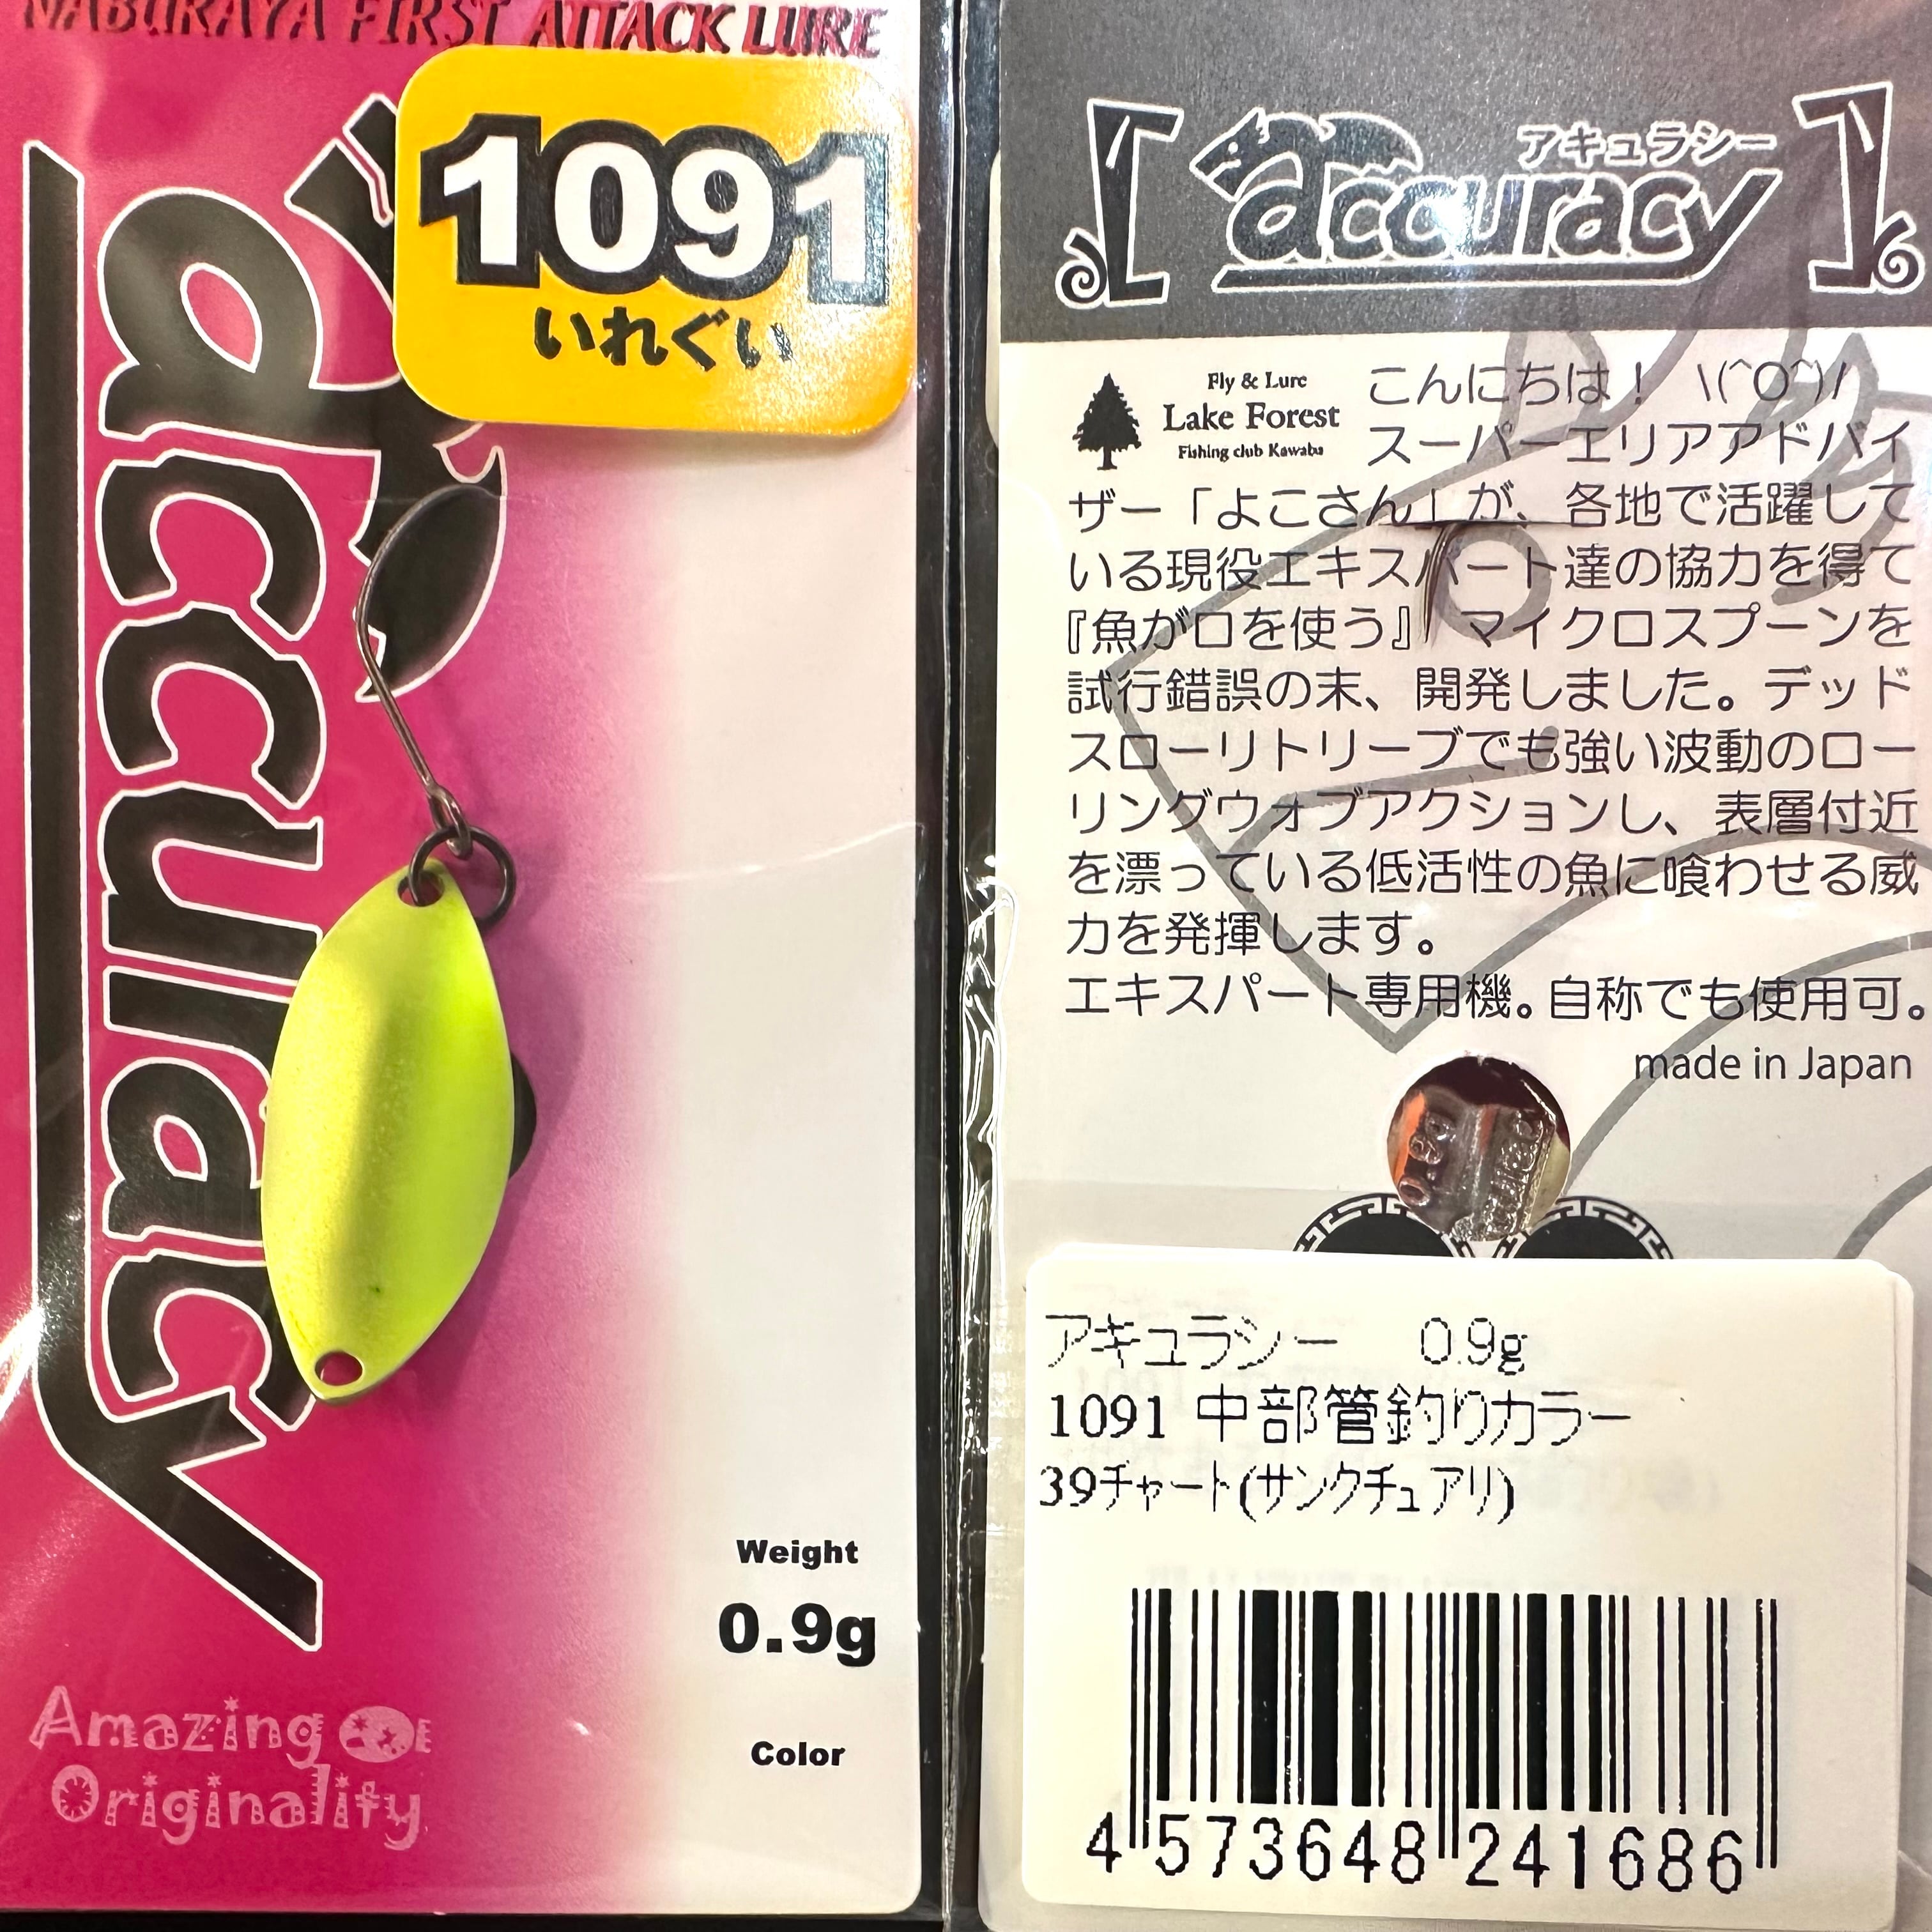 NABURAYA FIRST ATTACK LURE
1091
いれぐい
accuracy
Weight
0.9g
Color
Amazing
Originality
アキュラシー
accuracy
Fly & Lure
Lake Forest
Fishing club Kawaba
こんにちは！ \(^O^)/
スーパーエリアアドバイ
ザー「よこさん」が、各地で活躍して
いる現役エキスパート達の協力を得て
『魚が口を使う』マイクロスプーンを
試行錯誤の末、開発しました。デッド
スローリトリーブでも強い波動のロー
リングウォブアクションし、表層付近
を漂っている低活性の魚に喰わせる威
力を発揮します。
エキスパート専用機。自称でも使用可。
made in Japan
アキュラシー 0.9g
1091 中部管釣りカラー
39チャート(サンクチュアリ)
4 573648 241686